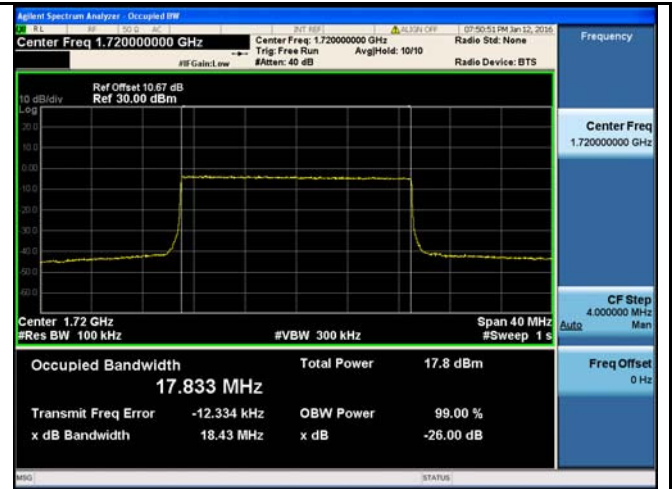 Agilent Spectrum Analyzer - Occupied BW
RL RF 50 Ω AC INT REF ALIGN OFF 07:50:51 PM Jan 12, 2016
Center Freq 1.720000000 GHz
Center Freq: 1.720000000 GHz
Radio Std: None
Trig: Free Run Avg|Hold: 10/10
#IFGain:Low #Atten: 40 dB Radio Device: BTS
Frequency
Ref Offset 10.67 dB
10 dB/div Ref 30.00 dBm
Log
20.0
10.0
0.00
-10.0
-20.0
-30.0
-40.0
-50.0
-60.0
Center Freq
1.720000000 GHz
Center 1.72 GHz Span 40 MHz
#Res BW 100 kHz #VBW 300 kHz #Sweep 1 s
CF Step
4.000000 MHz
Auto Man
Occupied Bandwidth Total Power 17.8 dBm
17.833 MHz
Transmit Freq Error -12.334 kHz OBW Power 99.00 %
x dB Bandwidth 18.43 MHz x dB -26.00 dB
Freq Offset
0 Hz
MSG STATUS